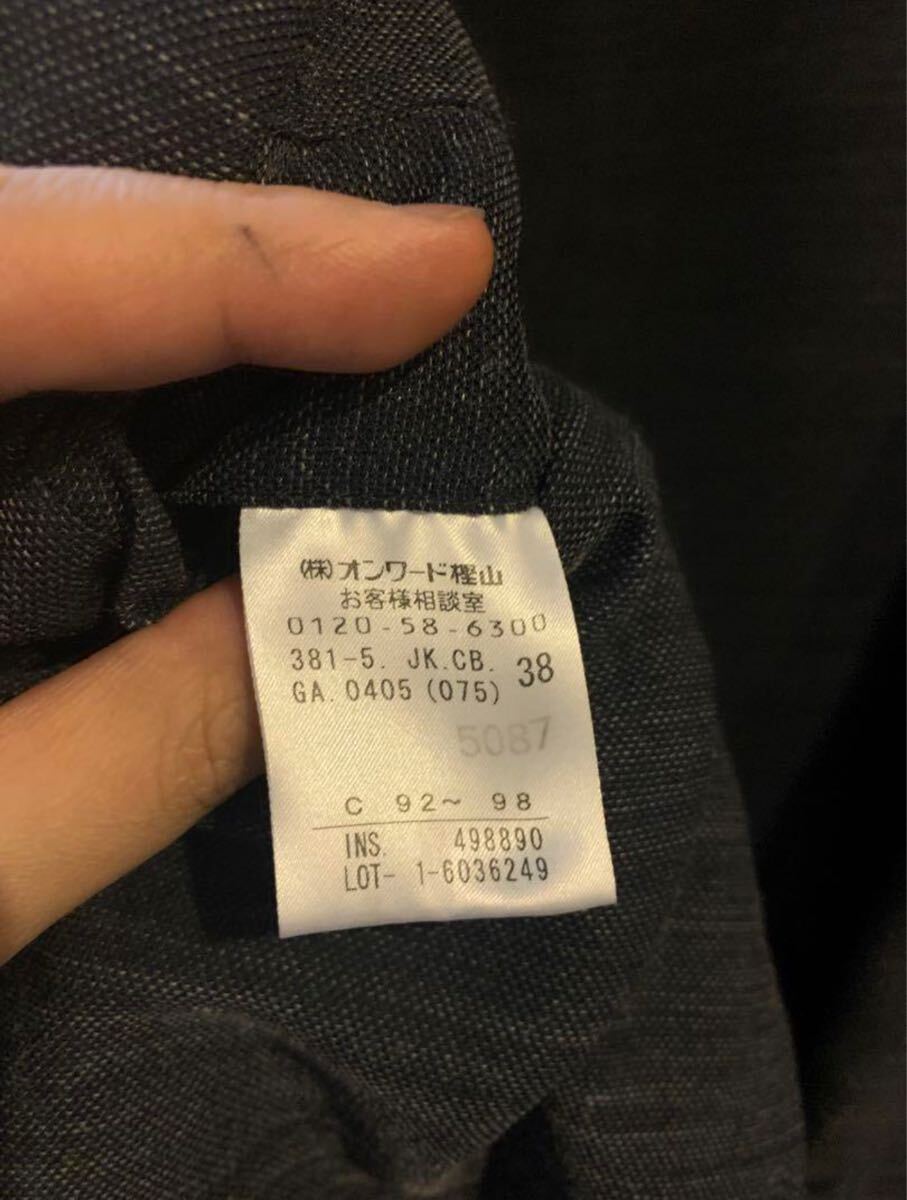 (株)オンワード樫山
お客様相談室
0120-58-6300
381-5. JK.CB. 38
GA. 0405 (075)
5087
C 92~ 98
INS. 498890
LOT- 1-6036249